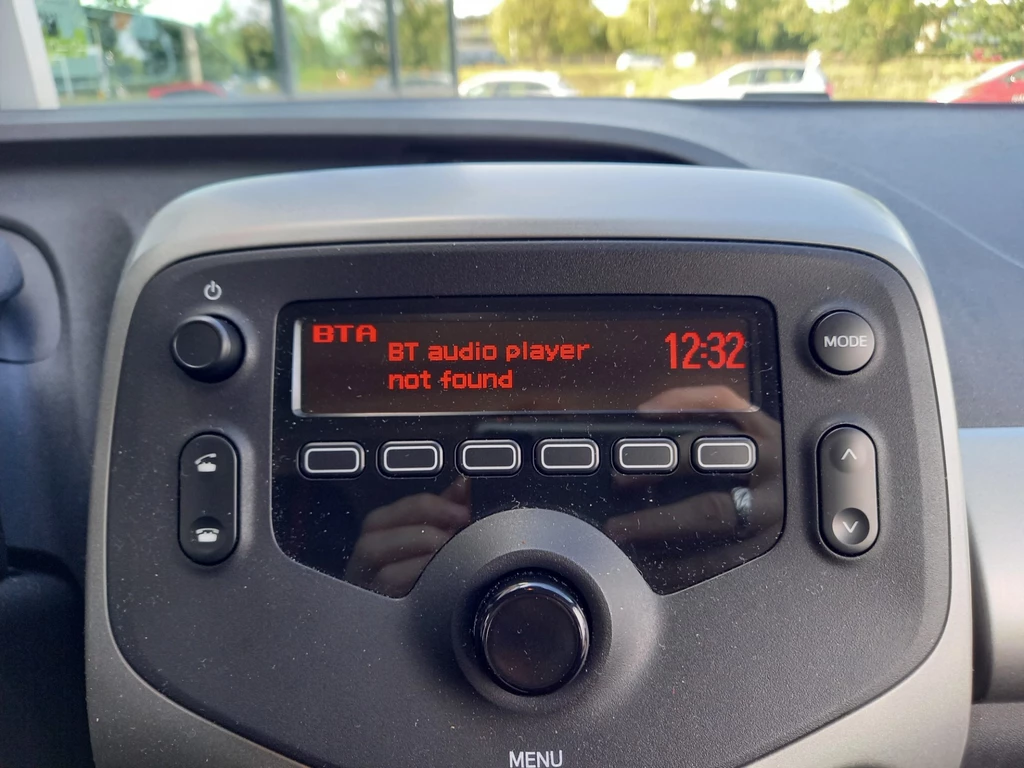 BTA
BT audio player
not found
12:32
MODE
MENU